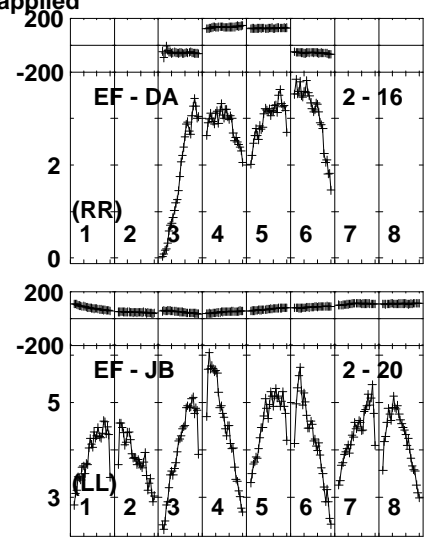 applied
200
-200
EF - DA 2 - 16
2
(RR)
1 2 3 4 5 6 7 8
0
200
-200
EF - JB 2 - 20
5
3
(LL)
1 2 3 4 5 6 7 8